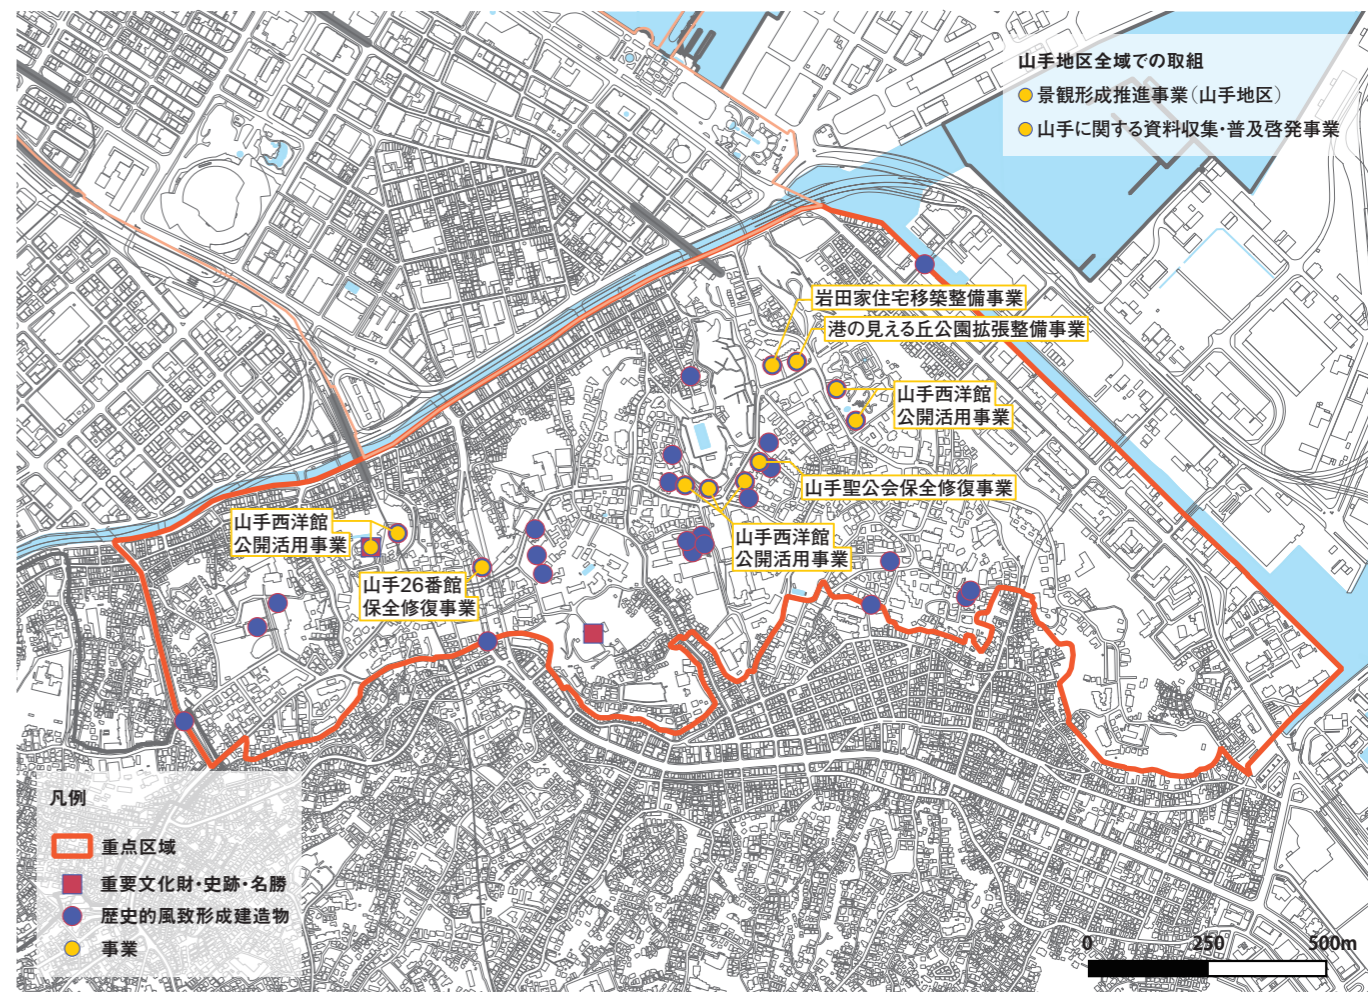 山手地区全域での取組
景観形成推進事業（山手地区）
山手に関する資料収集・普及啓発事業
岩田家住宅移築整備事業
港の見える丘公園拡張整備事業
山手西洋館
公開活用事業
山手聖公会保全修復事業
山手西洋館
公開活用事業
山手西洋館
公開活用事業
山手26番館
保全修復事業
凡例
重点区域
重要文化財・史跡・名勝
歴史的風致形成建造物
事業
0 250 500m